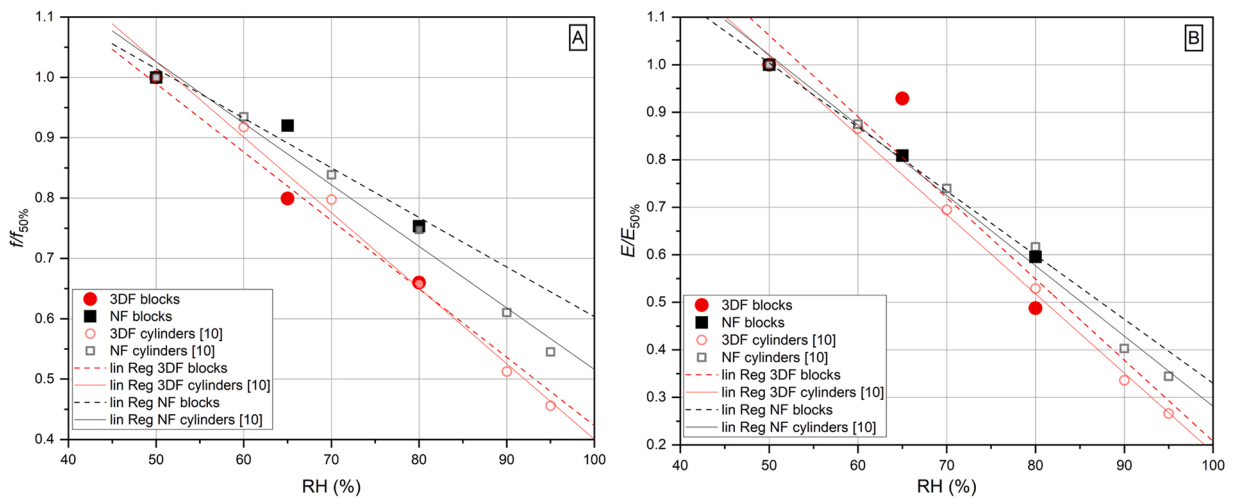 A
1.1
1.0
0.9
0.8
0.7
0.6
0.5
0.4
f/f50%
3DF blocks
NF blocks
3DF cylinders [10]
NF cylinders [10]
lin Reg 3DF blocks
lin Reg 3DF cylinders [10]
lin Reg NF blocks
lin Reg NF cylinders [10]
40 50 60 70 80 90 100
RH (%)
B
1.1
1.0
0.9
0.8
0.7
0.6
0.5
0.4
0.3
0.2
E/E50%
3DF blocks
NF blocks
3DF cylinders [10]
NF cylinders [10]
lin Reg 3DF blocks
lin Reg 3DF cylinders [10]
lin Reg NF blocks
lin Reg NF cylinders [10]
40 50 60 70 80 90 100
RH (%)